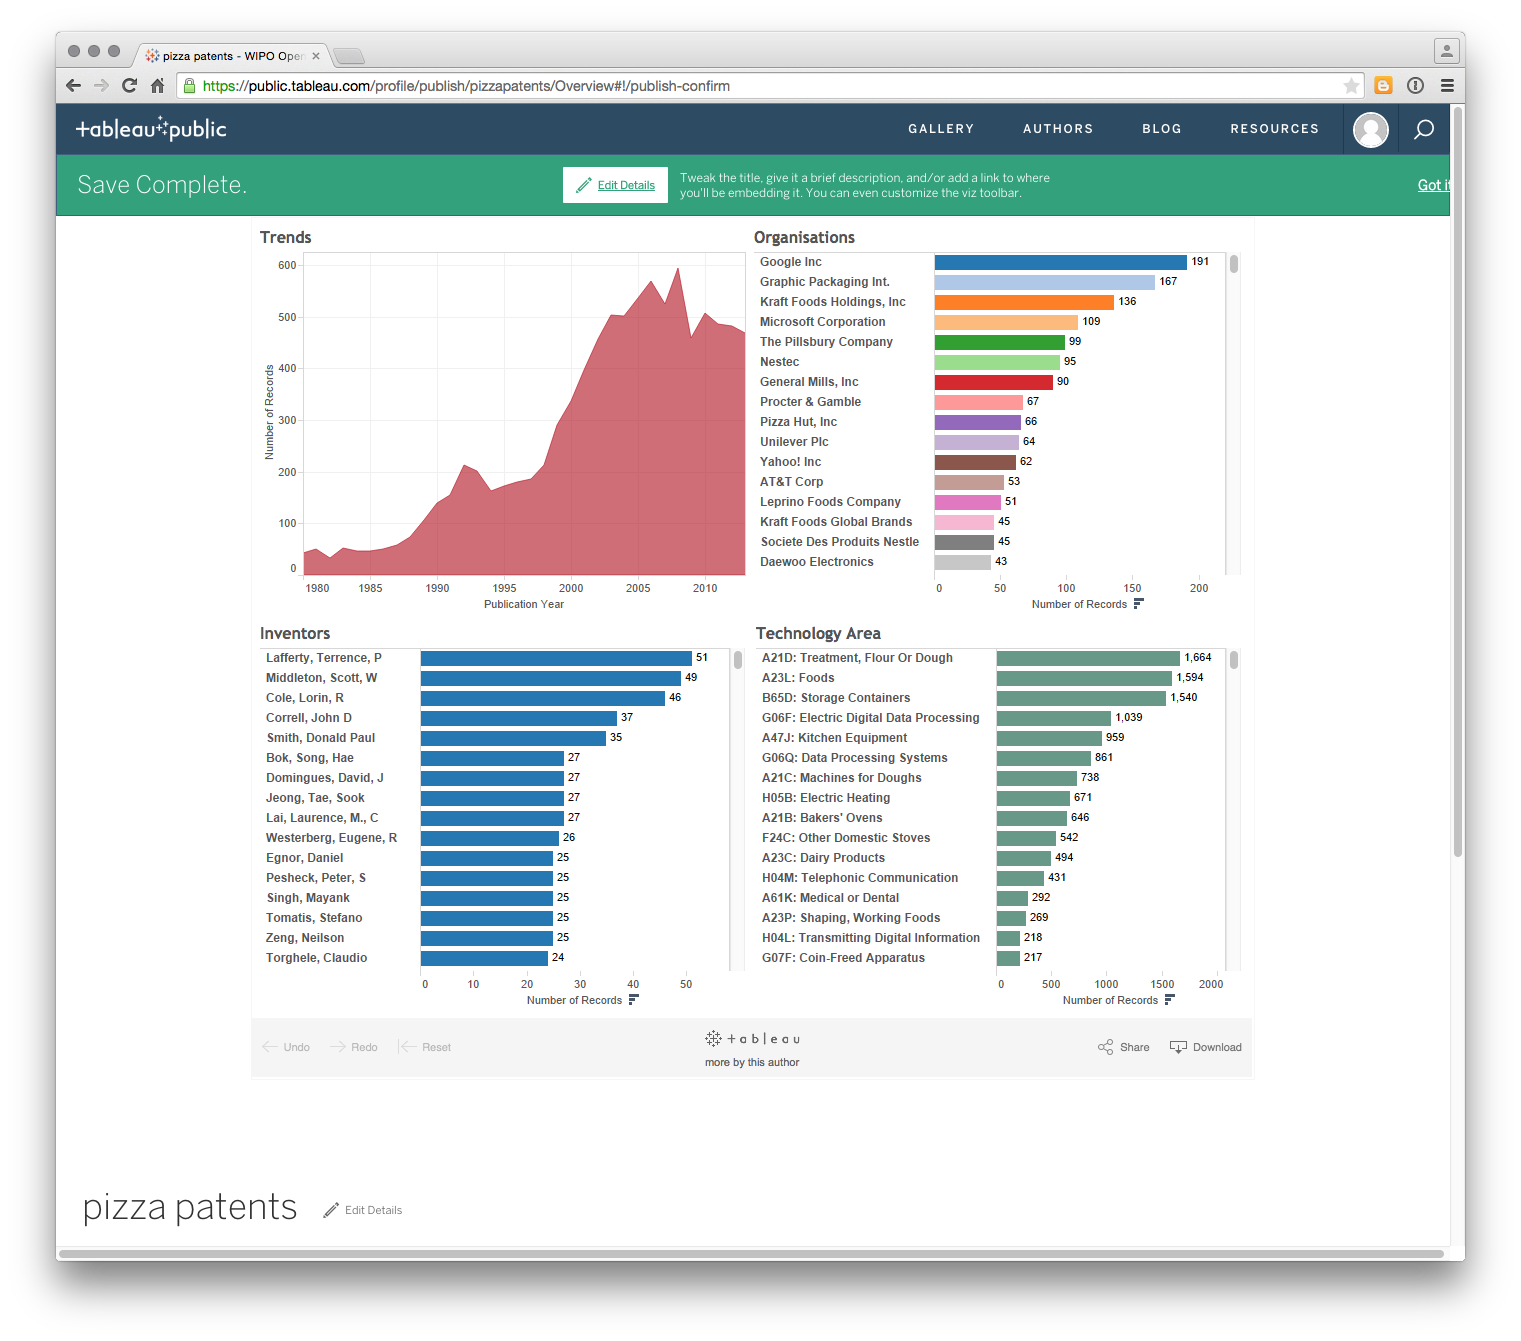 pizza patents - WIPO Open
https://public.tableau.com/profile/publish/pizzapatents/Overview#!/publish-confirm
tableau public
GALLERY
AUTHORS
BLOG
RESOURCES
Save Complete.
Edit Details
Tweak the title, give it a brief description, and/or add a link to where
you'll be embedding it. You can even customize the viz toolbar.
Got it
Trends
600
500
400
300
200
100
0
Number of Records
1980 1985 1990 1995 2000 2005 2010
Publication Year
Organisations
Google Inc 191
Graphic Packaging Int. 167
Kraft Foods Holdings, Inc 136
Microsoft Corporation 109
The Pillsbury Company 99
Nestec 95
General Mills, Inc 90
Procter & Gamble 67
Pizza Hut, Inc 66
Unilever Plc 64
Yahoo! Inc 62
AT&T Corp 53
Leprino Foods Company 51
Kraft Foods Global Brands 45
Societe Des Produits Nestle 45
Daewoo Electronics 43
0 50 100 150 200
Number of Records
Inventors
Lafferty, Terrence, P 51
Middleton, Scott, W 49
Cole, Lorin, R 46
Correll, John D 37
Smith, Donald Paul 35
Bok, Song, Hae 27
Domingues, David, J 27
Jeong, Tae, Sook 27
Lai, Laurence, M., C 27
Westerberg, Eugene, R 26
Egnor, Daniel 25
Pesheck, Peter, S 25
Singh, Mayank 25
Tomatis, Stefano 25
Zeng, Neilson 25
Torghele, Claudio 24
0 10 20 30 40 50
Number of Records
Technology Area
A21D: Treatment, Flour Or Dough 1,664
A23L: Foods 1,594
B65D: Storage Containers 1,540
G06F: Electric Digital Data Processing 1,039
A47J: Kitchen Equipment 959
G06Q: Data Processing Systems 861
A21C: Machines for Doughs 738
H05B: Electric Heating 671
A21B: Bakers' Ovens 646
F24C: Other Domestic Stoves 542
A23C: Dairy Products 494
H04M: Telephonic Communication 431
A61K: Medical or Dental 292
A23P: Shaping, Working Foods 269
H04L: Transmitting Digital Information 218
G07F: Coin-Freed Apparatus 217
0 500 1000 1500 2000
Number of Records
Undo
Redo
Reset
tableau
more by this author
Share
Download
pizza patents
Edit Details